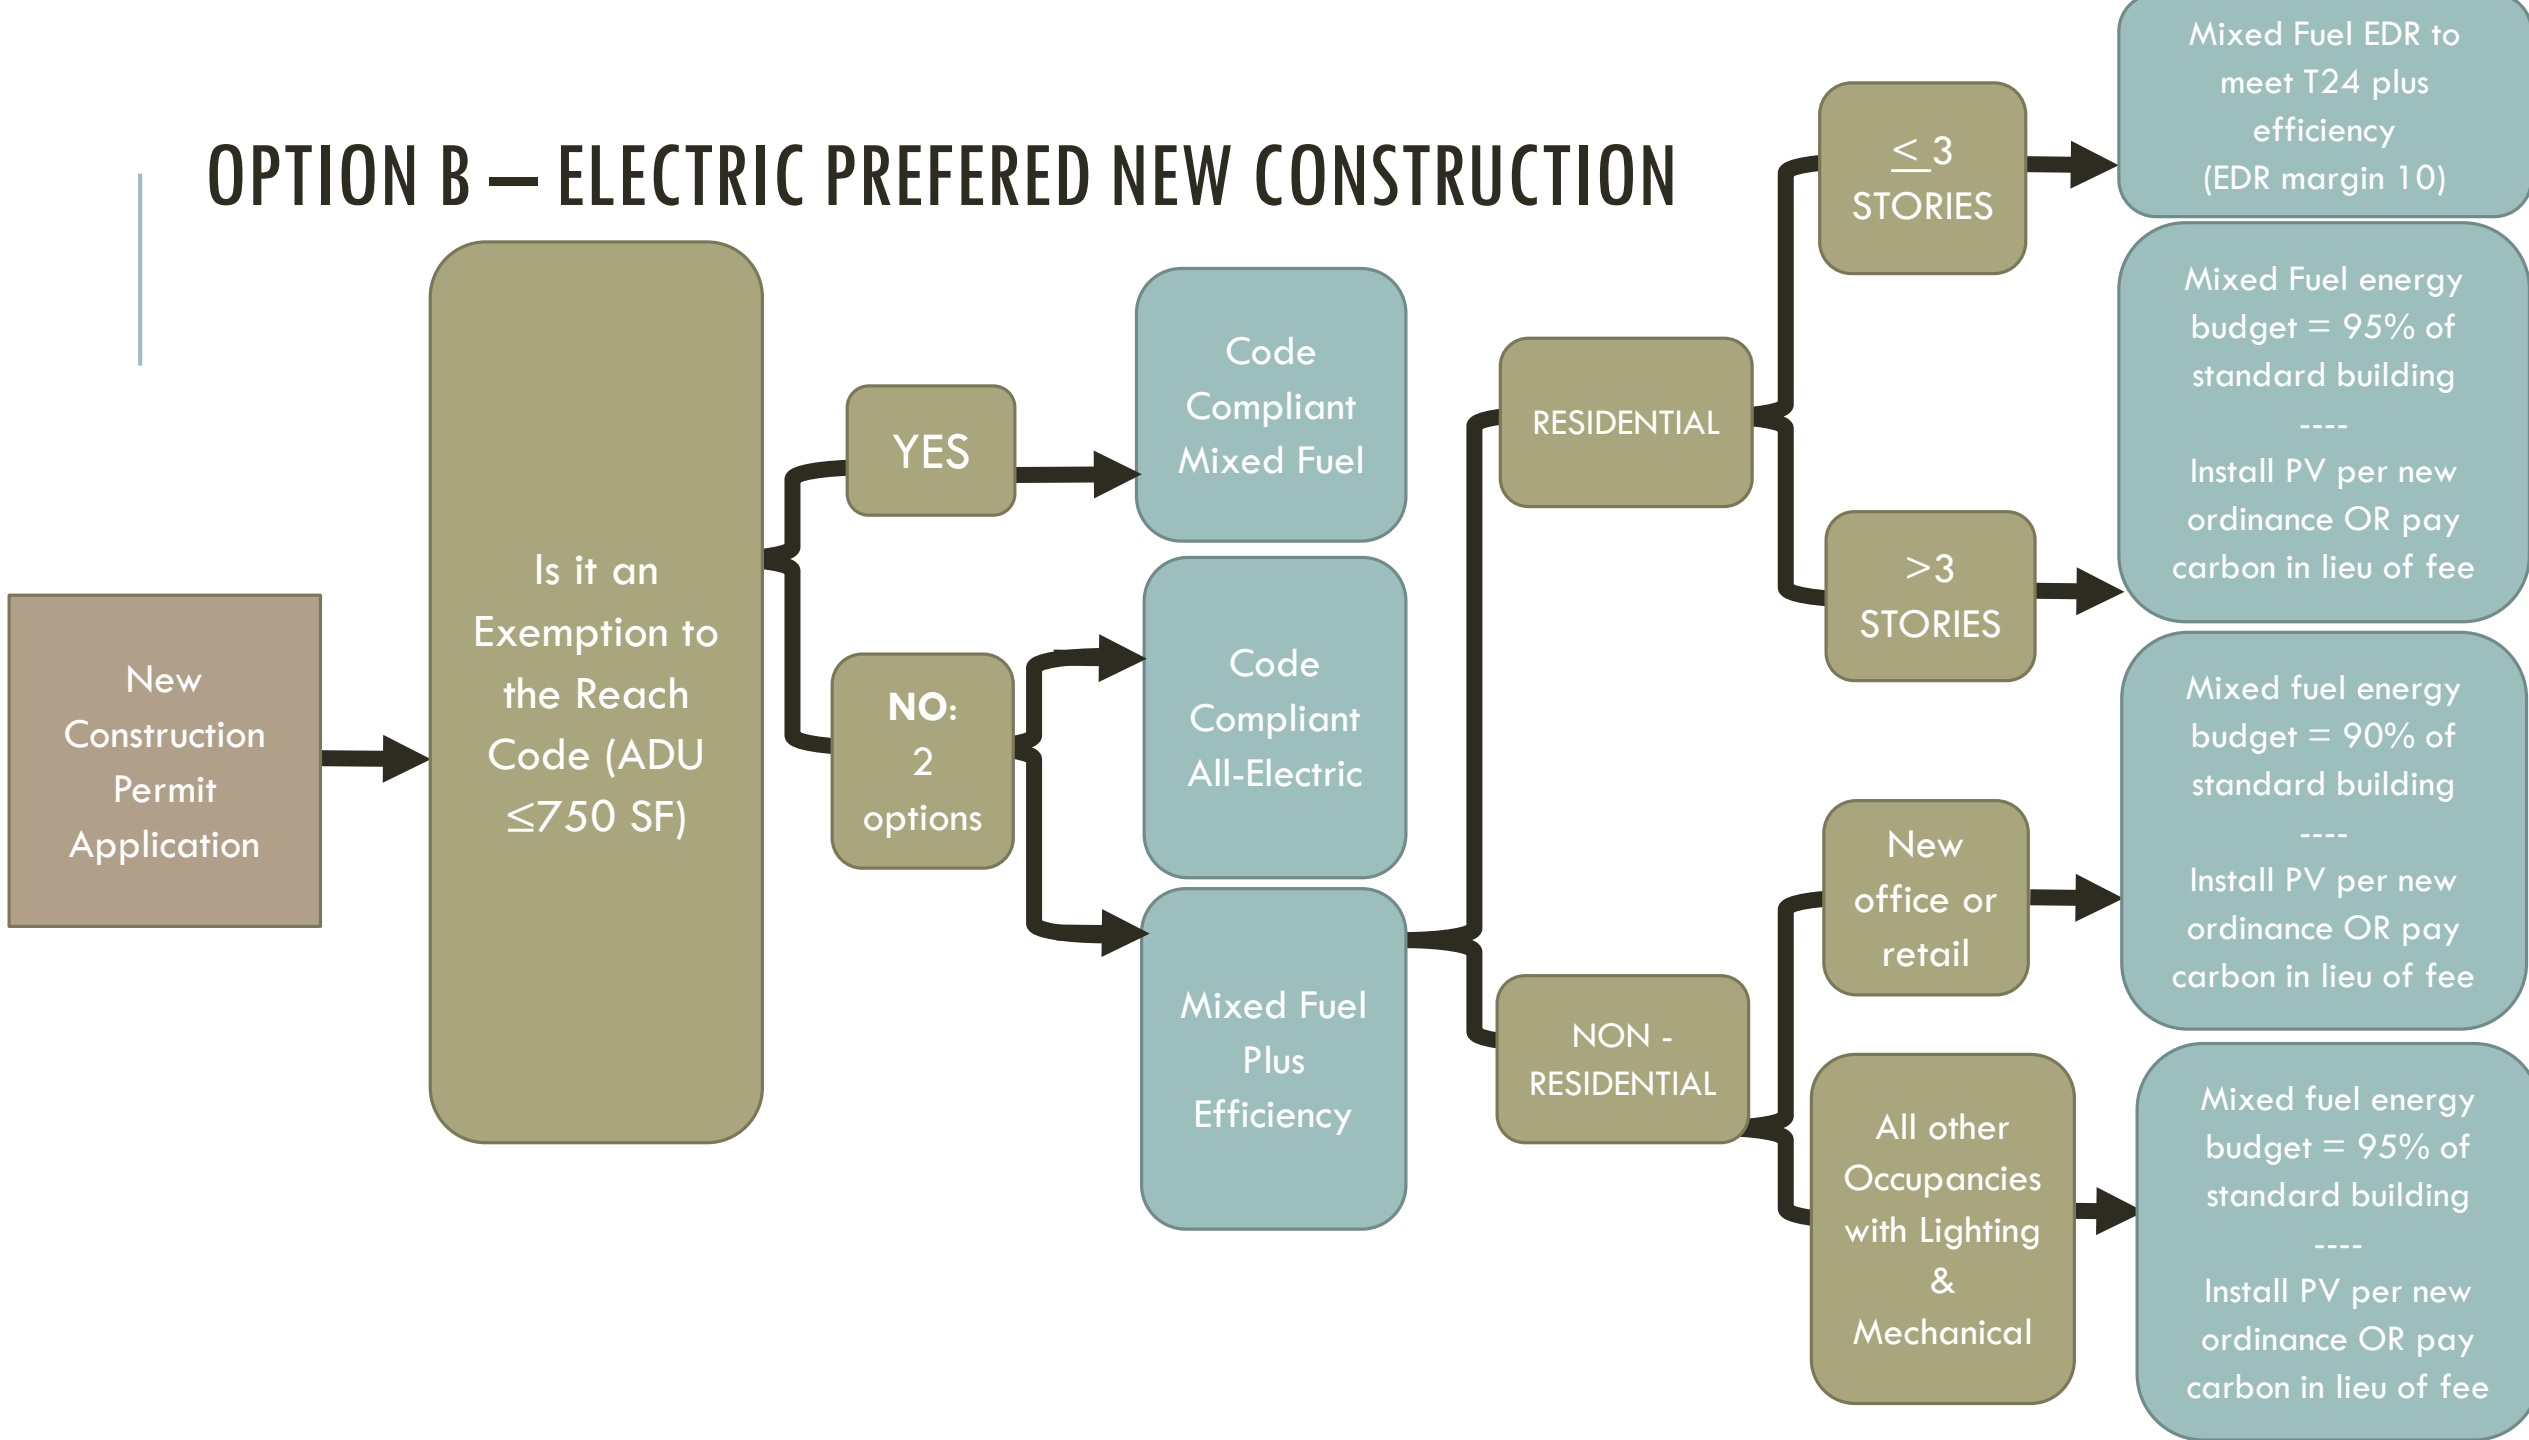 OPTION B – ELECTRIC PREFERED NEW CONSTRUCTION
New
Construction
Permit
Application
Is it an
Exemption to
the Reach
Code (ADU
≤750 SF)
YES
NO:
2
options
Code
Compliant
Mixed Fuel
Code
Compliant
All-Electric
Mixed Fuel
Plus
Efficiency
RESIDENTIAL
NON -
RESIDENTIAL
< 3
STORIES
>3
STORIES
New
office or
retail
All other
Occupancies
with Lighting
&
Mechanical
Mixed Fuel EDR to
meet T24 plus
efficiency
(EDR margin 10)
Mixed Fuel energy
budget = 95% of
standard building
----
Install PV per new
ordinance OR pay
carbon in lieu of fee
Mixed fuel energy
budget = 90% of
standard building
----
Install PV per new
ordinance OR pay
carbon in lieu of fee
Mixed fuel energy
budget = 95% of
standard building
----
Install PV per new
ordinance OR pay
carbon in lieu of fee